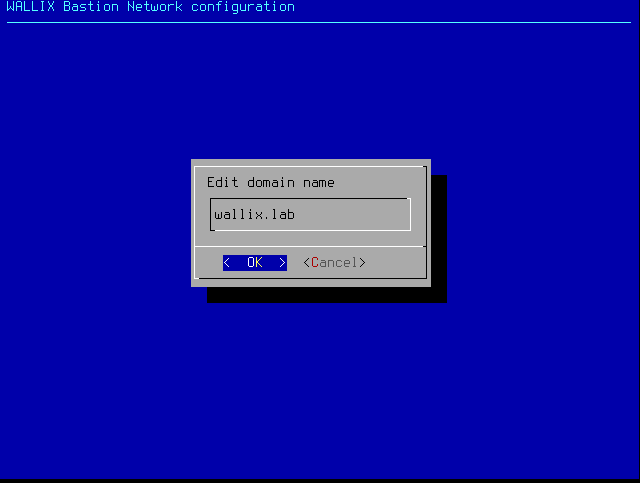 WALLIX Bastion Network configuration
Edit domain name
wallix.lab
<  OK  >  <Cancel>